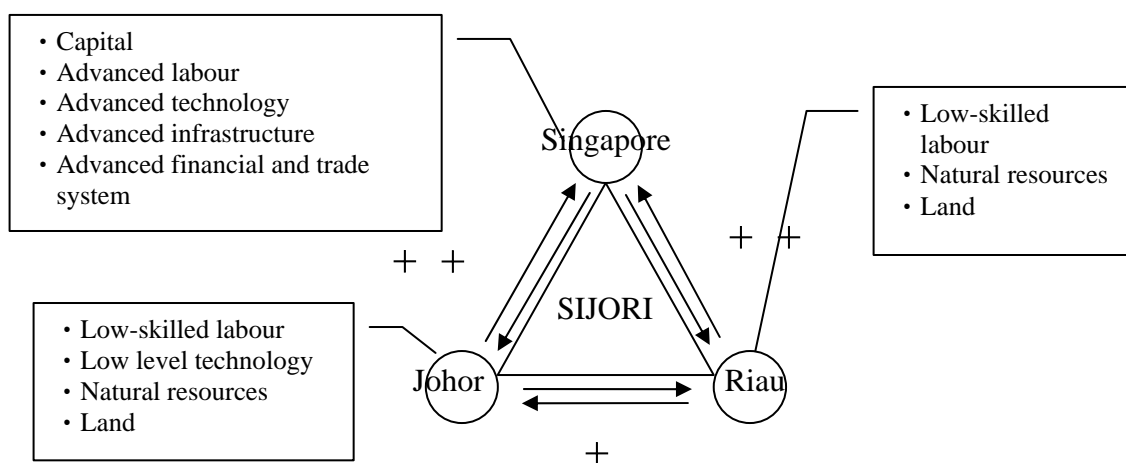 ・Capital
・Advanced labour
・Advanced technology
・Advanced infrastructure
・Advanced financial and trade
system
Singapore
・Low-skilled
labour
・Natural resources
・Land
+ +
+ +
SIJORI
・Low-skilled labour
・Low level technology
・Natural resources
・Land
Johor
Riau
+